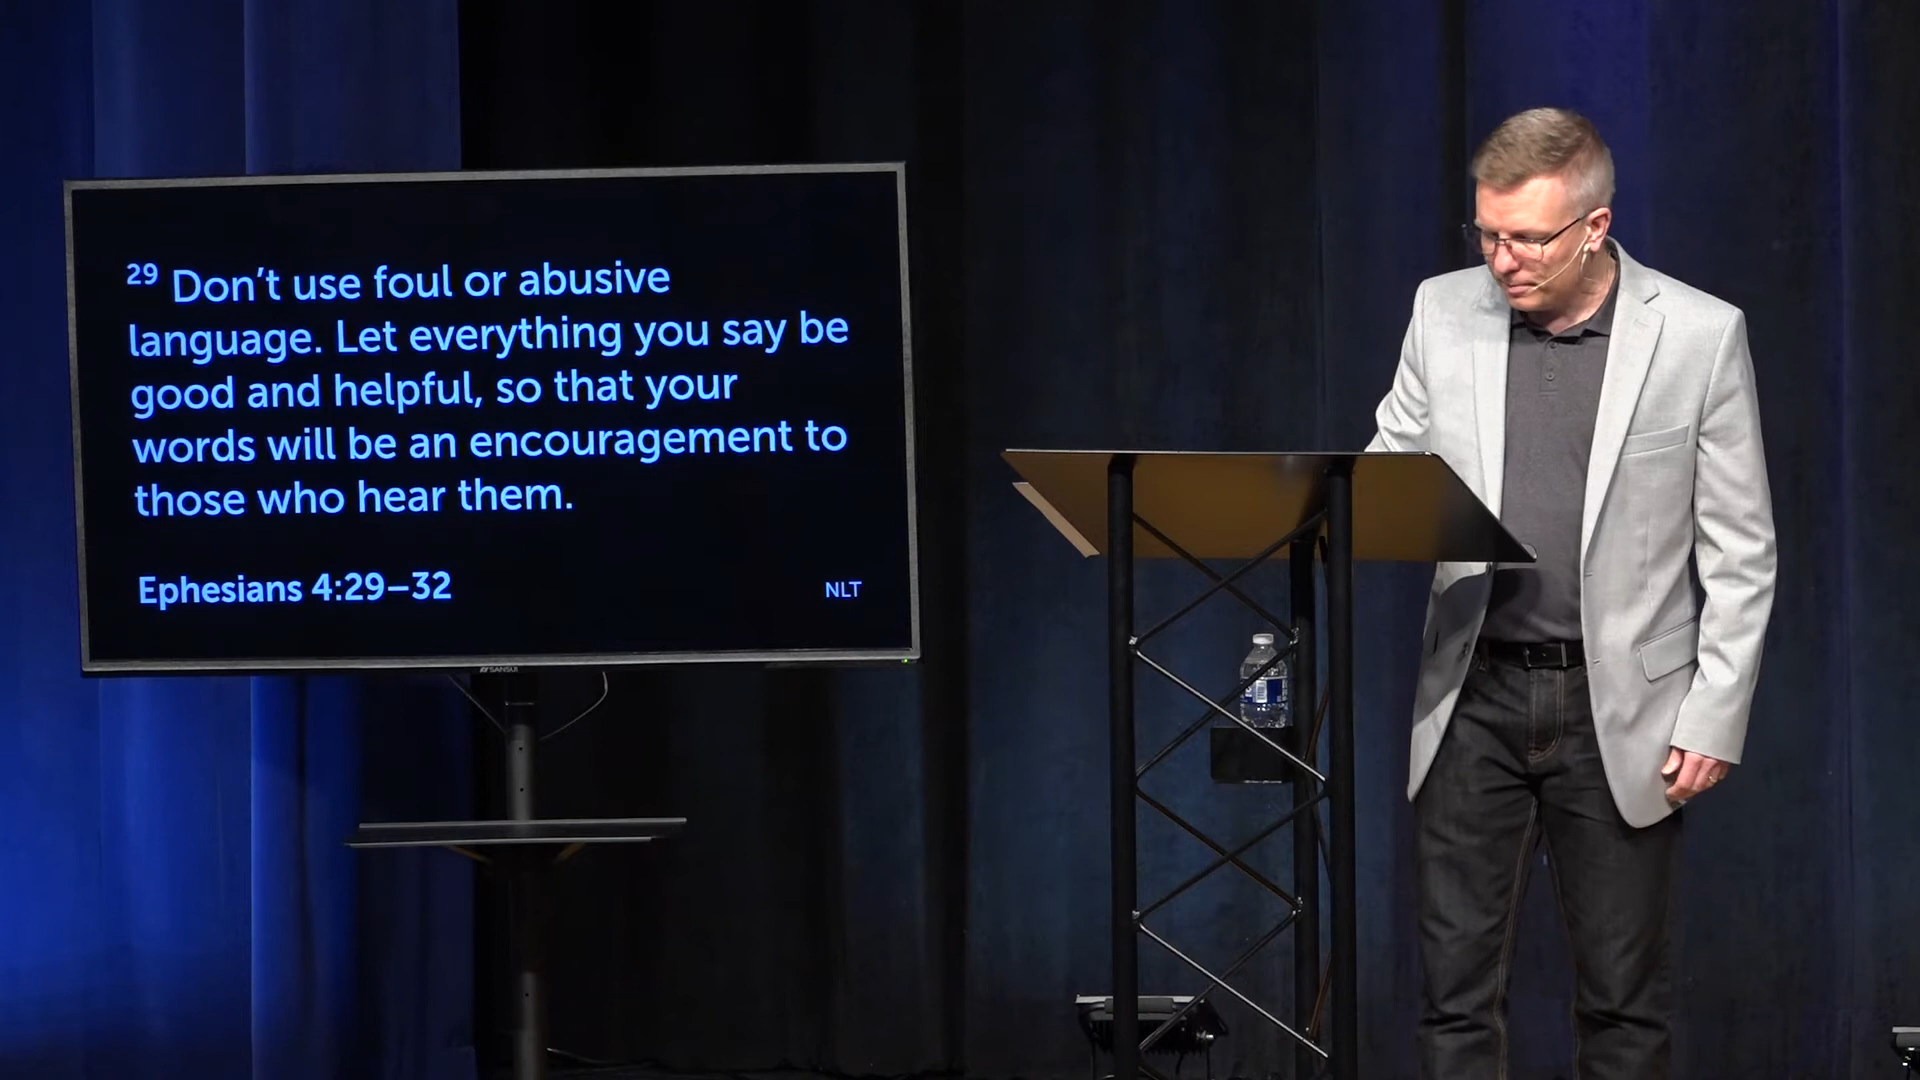 29 Don’t use foul or abusive
language. Let everything you say be
good and helpful, so that your
words will be an encouragement to
those who hear them.
Ephesians 4:29–32
NLT
SANSUI